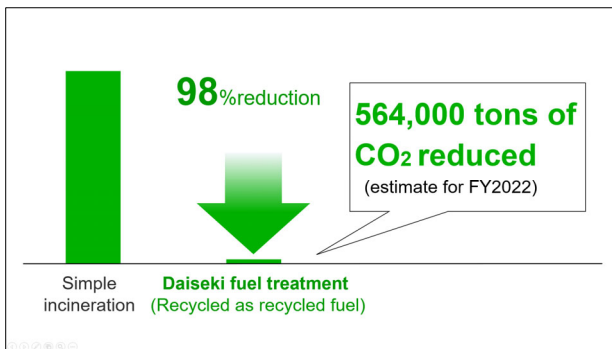 98%reduction
564,000 tons of
CO2 reduced
(estimate for FY2022)
Simple
incineration
Daiseki fuel treatment
(Recycled as recycled fuel)